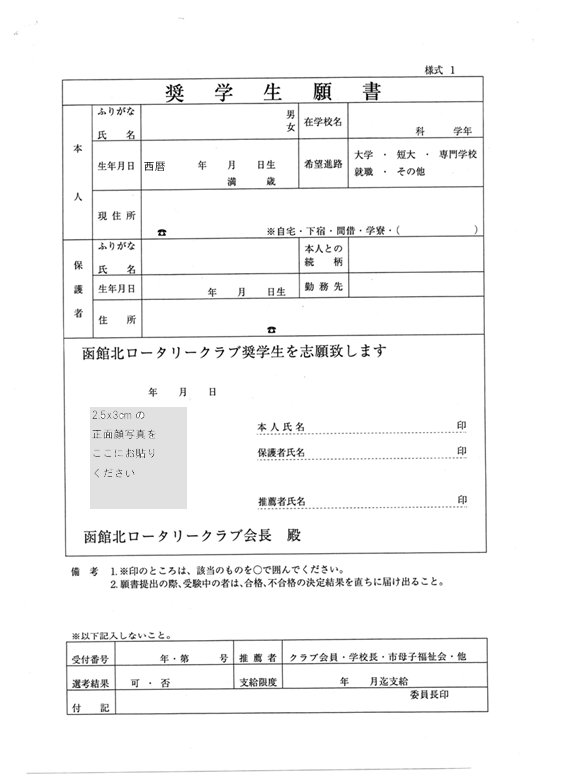 様式 1
奨 学 生 願 書
本 人
ふりがな
氏 名
男
女
在学校名
科 学年
生年月日
西暦 年 月 日生
満 歳
希望進路
大学 ・ 短大 ・ 専門学校
就職 ・ その他
現 住 所
☎ ※自宅・下宿・間借・学寮・( )
保 護 者
ふりがな
氏 名
本人との
続 柄
生年月日
年 月 日生
勤 務 先
住 所
☎
函館北ロータリークラブ奨学生を志願致します
年 月 日
2.5x3cm の
正面顔写真を
ここにお貼り
ください
本 人 氏 名 印
保護者氏名 印
推薦者氏名 印
函館北ロータリークラブ会長 殿
備 考 1.※印のところは、該当のものを〇で囲んでください。
2.願書提出の際、受験中の者は、合格、不合格の決定結果を直ちに届け出ること。
※以下記入しないこと。
受付番号 年・第 号 推 薦 者 クラブ会員・学校長・市母子福祉会・他
選考結果 可 ・ 否 支給限度 年 月迄支給
付 記 委員長印